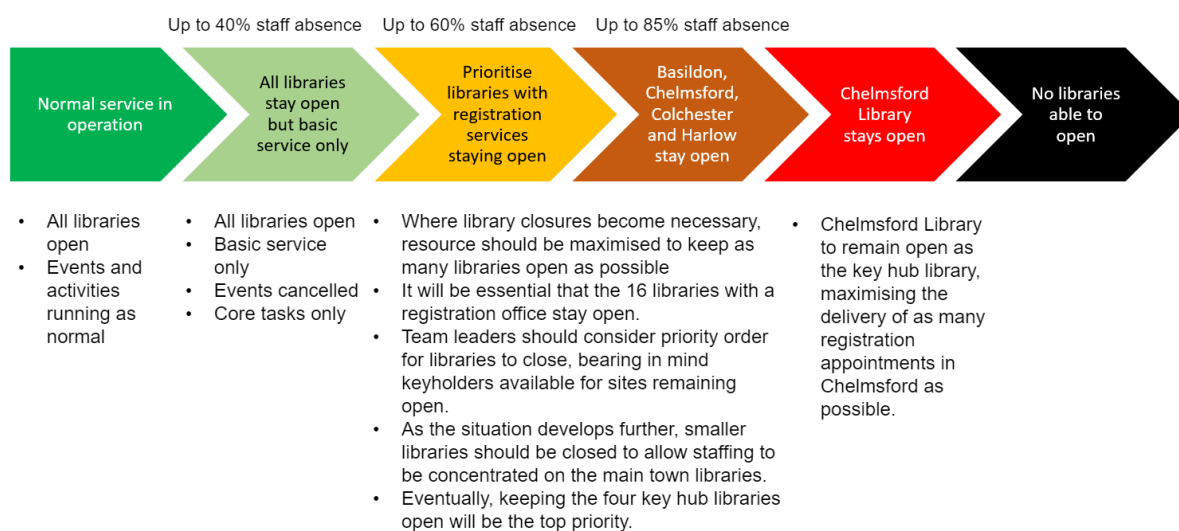 Up to 40% staff absence
Up to 60% staff absence
Up to 85% staff absence
Normal service in
operation
All libraries
stay open
but basic
service only
Prioritise
libraries with
registration
services
staying open
Basildon,
Chelmsford,
Colchester
and Harlow
stay open
Chelmsford
Library
stays open
No libraries
able to
open
• All libraries
open
• Events and
activities
running as
normal
• All libraries open
• Basic service
only
• Events cancelled
• Core tasks only
• Where library closures become necessary,
resource should be maximised to keep as
many libraries open as possible
• It will be essential that the 16 libraries with a
registration office stay open.
• Team leaders should consider priority order
for libraries to close, bearing in mind
keyholders available for sites remaining
open.
• As the situation develops further, smaller
libraries should be closed to allow staffing to
be concentrated on the main town libraries.
• Eventually, keeping the four key hub libraries
open will be the top priority.
• Chelmsford Library
to remain open as
the key hub library,
maximising the
delivery of as many
registration
appointments in
Chelmsford as
possible.